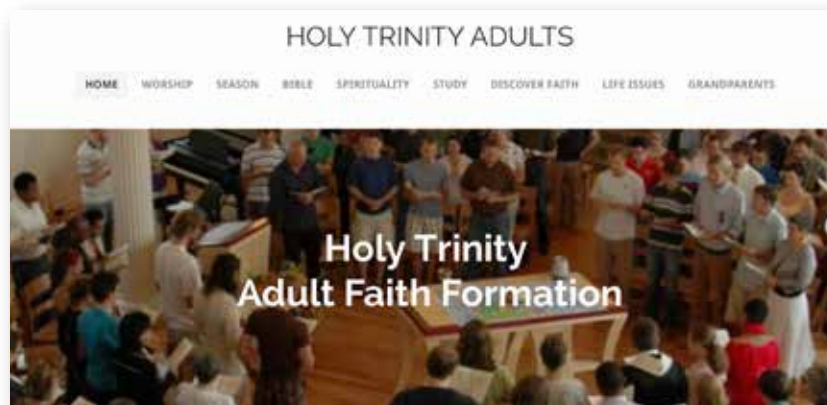 HOLY TRINITY ADULTS
HOME WORSHIP SEASON BIBLE SPIRITUALITY STUDY DISCOVER FAITH LIFE ISSUES GRANDPARENTS
Holy Trinity
Adult Faith Formation